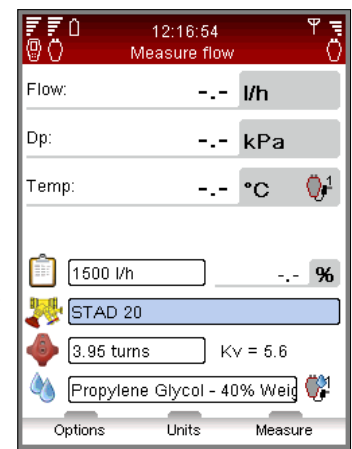 12:16:54
Measure flow
Flow: -.- l/h
Dp: -.- kPa
Temp: -.- °C 1
1500 l/h -.- %
STAD 20
3.95 turns Kv = 5.6
Propylene Glycol - 40% Weig
Options Units Measure